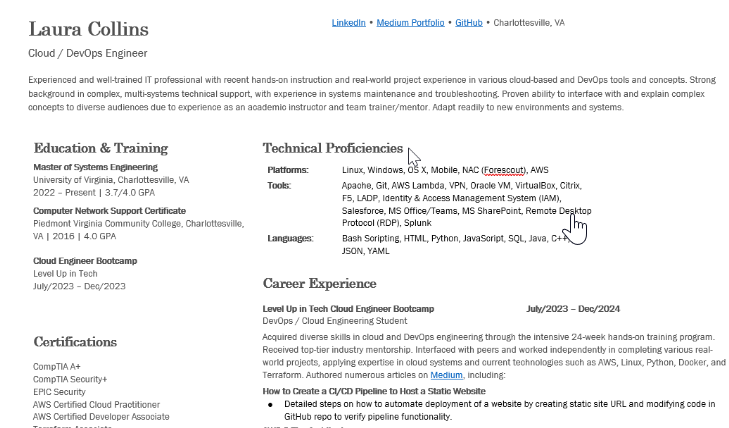 Laura Collins
LinkedIn • Medium Portfolio • GitHub • Charlottesville, VA
Cloud / DevOps Engineer
Experienced and well-trained IT professional with recent hands-on instruction and real-world project experience in various cloud-based and DevOps tools and concepts. Strong
background in complex, multi-systems technical support, with experience in systems maintenance and troubleshooting. Proven ability to interface with and explain complex
concepts to diverse audiences due to experience as an academic instructor and team trainer/mentor. Adapt readily to new environments and systems.
Education & Training
Master of Systems Engineering
University of Virginia, Charlottesville, VA
2022 – Present | 3.7/4.0 GPA
Computer Network Support Certificate
Piedmont Virginia Community College, Charlottesville,
VA | 2016 | 4.0 GPA
Cloud Engineer Bootcamp
Level Up in Tech
July/2023 – Dec/2023
Certifications
CompTIA A+
CompTIA Security+
EPIC Security
AWS Certified Cloud Practitioner
AWS Certified Developer Associate
Technical Proficiencies
Platforms: Linux, Windows, OS X, Mobile, NAC (Forescout), AWS
Tools: Apache, Git, AWS Lambda, VPN, Oracle VM, VirtualBox, Citrix,
F5, LADP, Identity & Access Management System (IAM),
Salesforce, MS Office/Teams, MS SharePoint, Remote Desktop
Protocol (RDP), Splunk
Languages: Bash Scripting, HTML, Python, JavaScript, SQL, Java, C++,
JSON, YAML
Career Experience
Level Up in Tech Cloud Engineer Bootcamp July/2023 – Dec/2024
DevOps / Cloud Engineering Student
Acquired diverse skills in cloud and DevOps engineering through the intensive 24-week hands-on training program.
Received top-tier industry mentorship. Interfaced with peers and worked independently in completing various real-
world projects, applying expertise in cloud systems and current technologies such as AWS, Linux, Python, Docker, and
Terraform. Authored numerous articles on Medium, including:
How to Create a CI/CD Pipeline to Host a Static Website
• Detailed steps on how to automate deployment of a website by creating static site URL and modifying code in
GitHub repo to verify pipeline functionality.